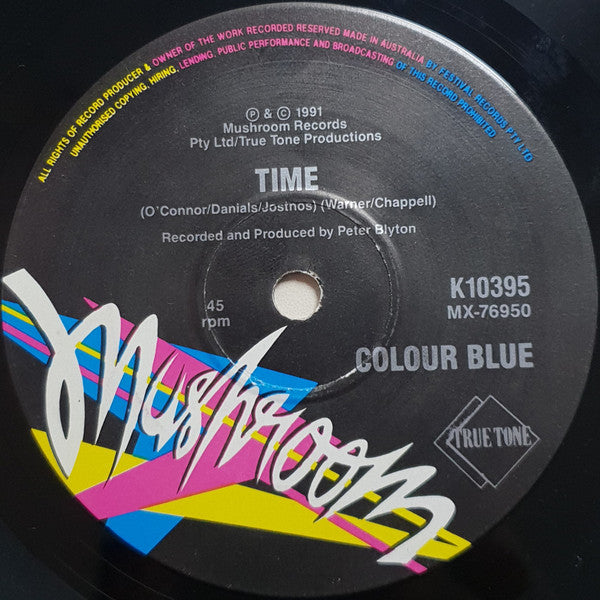 ALL RIGHTS OF RECORD PRODUCER & OWNER OF THE WORK RECORDED RESERVED MADE IN AUSTRALIA BY FESTIVAL RECORDS PTY LTD
UNAUTHORISED COPYING, HIRING, LENDING, PUBLIC PERFORMANCE AND BROADCASTING OF THIS RECORD PROHIBITED
℗ & © 1991
Mushroom Records
Pty Ltd/True Tone Productions
TIME
(O'Connor/Danials/Jostnos) (Warner/Chappell)
Recorded and Produced by Peter Blyton
45
rpm
K10395
MX-76950
COLOUR BLUE
TRUE TONE
Mushroom